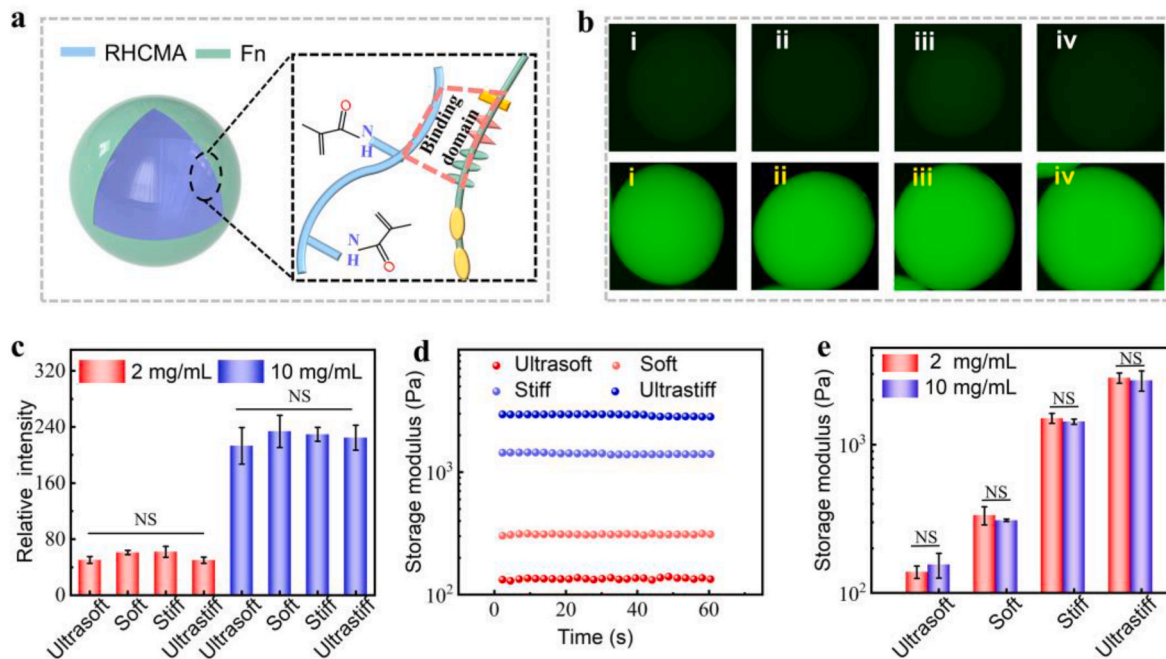 a
RHCMA Fn
O
N
H
Binding
domain
N
H
O
b
i ii iii iv
i ii iii iv
c
2 mg/mL 10 mg/mL
320
240
160
80
0
Relative intensity
NS
NS
Ultrasoft Soft Stiff Ultrastiff Ultrasoft Soft Stiff Ultrastiff
d
Ultrasoft Soft
Stiff Ultrastiff
Storage modulus (Pa)
10³
10²
0 20 40 60 80
Time (s)
e
2 mg/mL
10 mg/mL
Storage modulus (Pa)
10³
10²
NS
NS
NS
NS
Ultrasoft Soft Stiff Ultrastiff